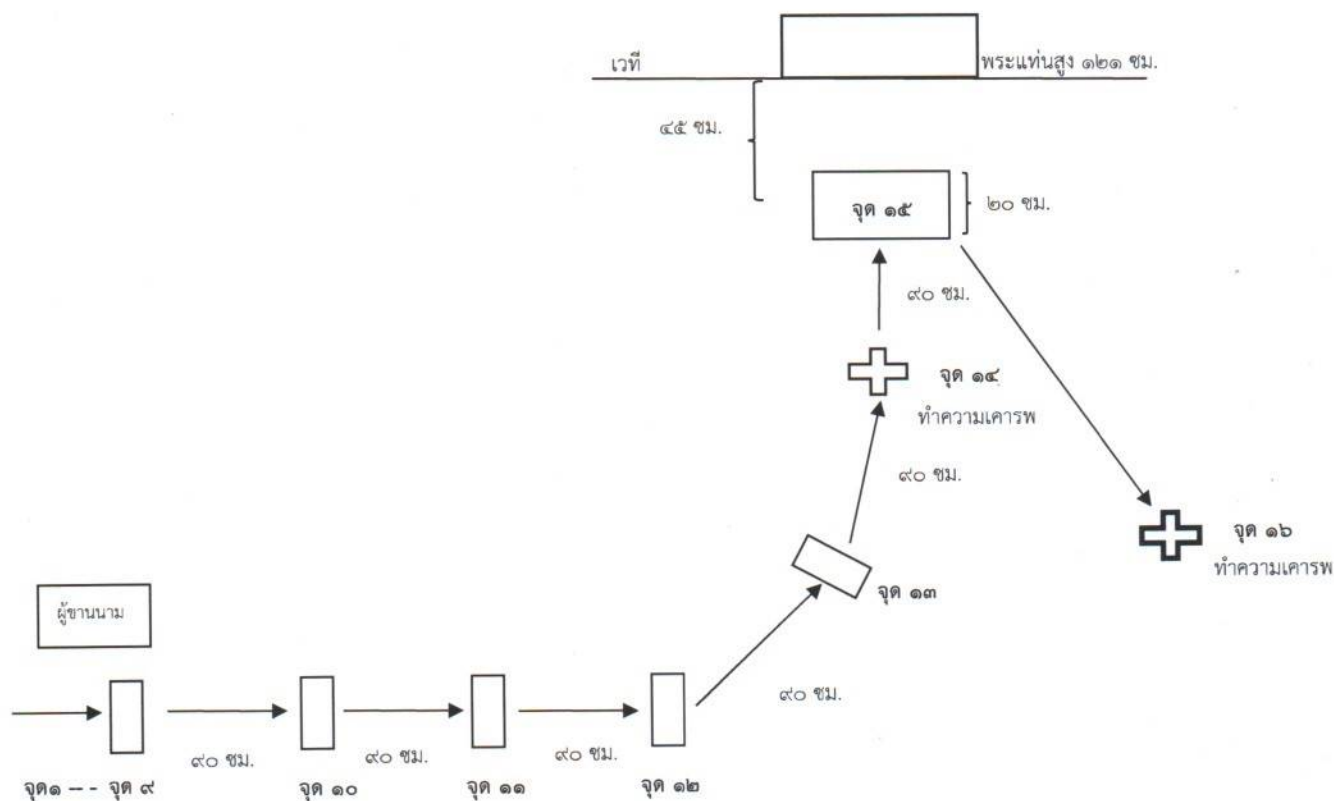 เวที
พระแท่นสูง ๑๒๑ ซม.
๔๕ ซม.
จุด ๑๕
๒๐ ซม.
๙๐ ซม.
จุด ๑๔
ทำความเคารพ
๙๐ ซม.
จุด ๑๖
ทำความเคารพ
จุด ๑๓
ผู้ขานนาม
๙๐ ซม.
๙๐ ซม.
๙๐ ซม.
๙๐ ซม.
จุด๑ -- - จุด ๙
จุด ๑๐
จุด ๑๑
จุด ๑๒